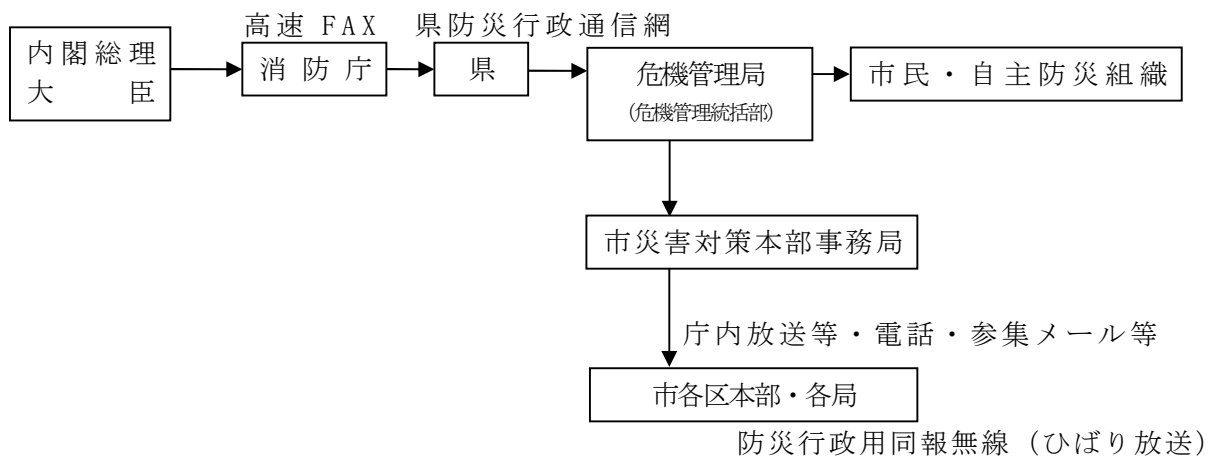 高速 FAX 県防災行政通信網
内閣総理
大臣
消防庁
県
危機管理局
(危機管理統括部)
市民・自主防災組織
市災害対策本部事務局
庁内放送等・電話・参集メール等
市各区本部・各局
防災行政用同報無線（ひばり放送）